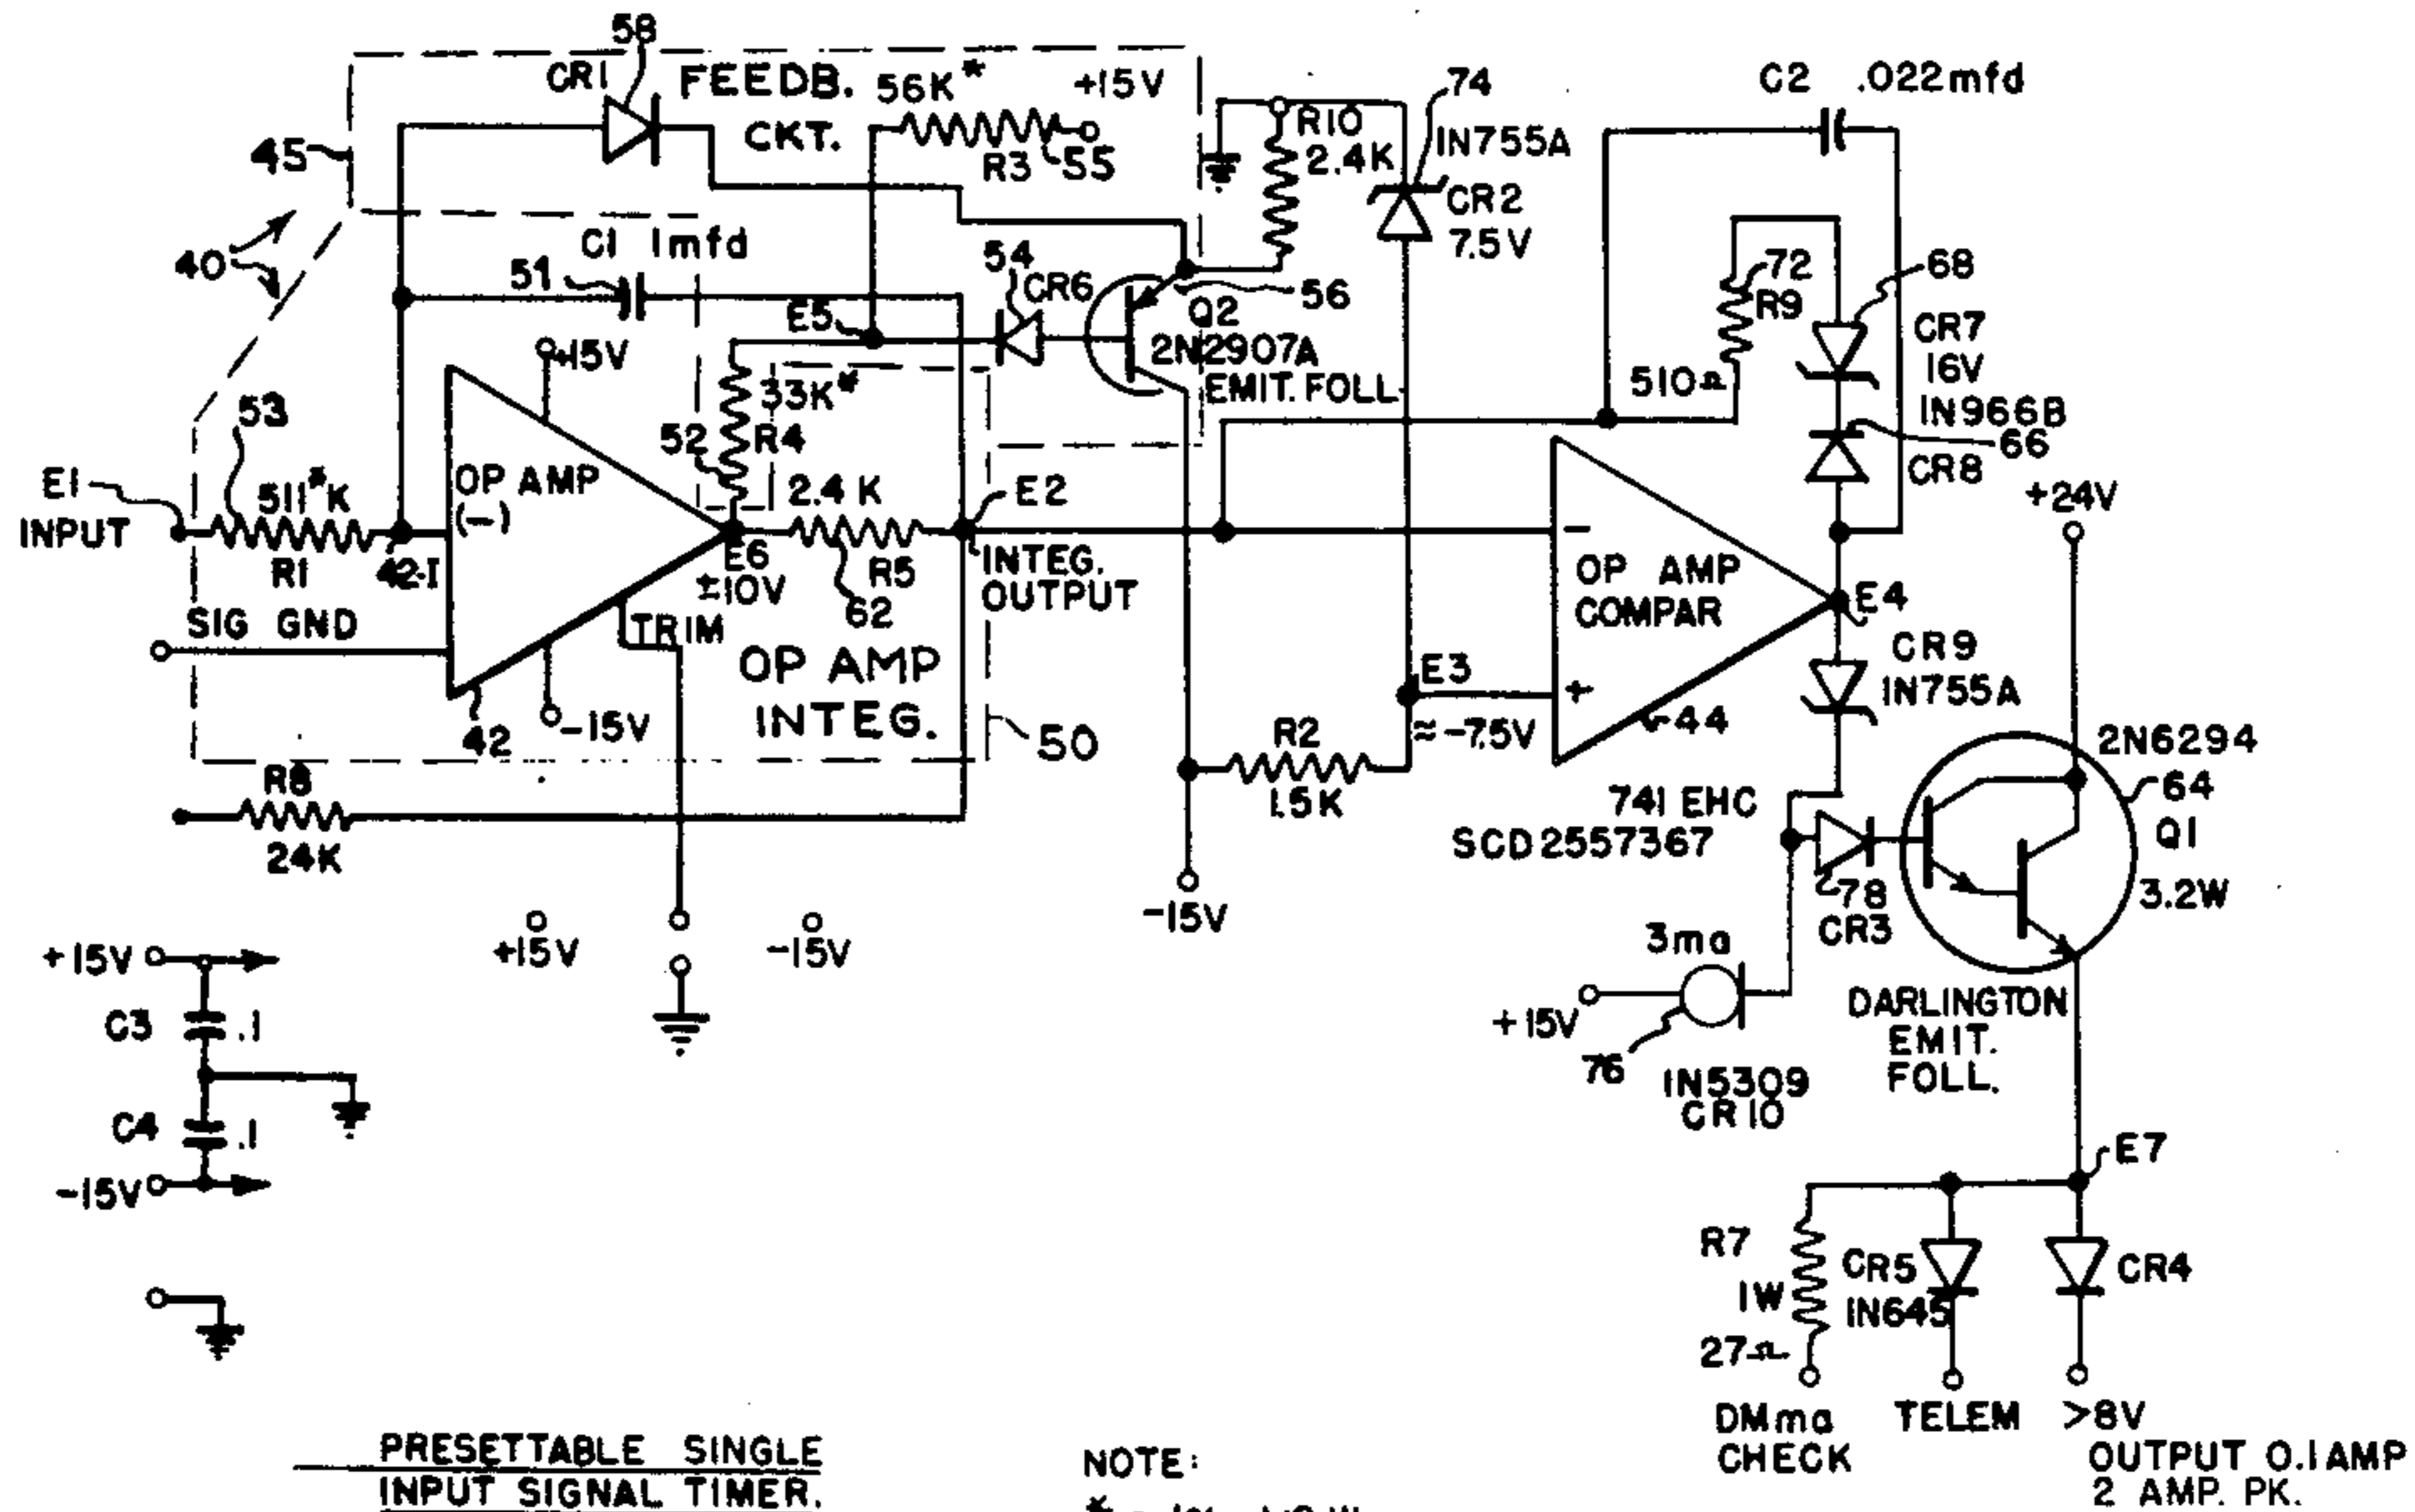 58
CR1
FEEDB.
CKT.
56K*
+15V
R3
55
45
40
C1 1mfd
51
E5
54
CR6
56
Q2
2N2907A
EMIT. FOLL.
R10
2.4K
74
IN755A
CR2
7.5V
C2 .022mfd
72
R9
510Ω
68
CR7
16V
IN966B
66
CR8
+24V
+15V
33K*
52
R4
53
E1
INPUT
511*K
R1
42-I
OP AMP
(-)
2.4 K
E2
E6
±10V
R5
62
INTEG.
OUTPUT
SIG GND
TRIM
OP AMP
INTEG.
-15V
42
50
R8
24K
OP AMP
COMPAR
-
+
E3
≈-7.5V
R2
1.5K
44
E4
CR9
IN755A
741 EHC
SCD 2557367
2N6294
64
Q1
3.2W
78
CR3
-15V
3ma
+15V
76
IN5309
CR10
DARLINGTON
EMIT.
FOLL.
+15V
-15V
+15V
C3
.1
C4
.1
-15V
E7
R7
1W
27Ω
CR5
IN645
CR4
DMma
CHECK
TELEM
>8V
OUTPUT 0.1AMP
2 AMP. PK.
PRESETTABLE SINGLE
INPUT SIGNAL TIMER.
NOTE: